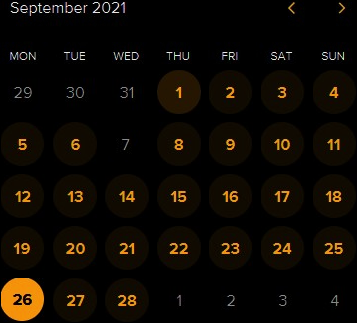 September 2021
MON TUE WED THU FRI SAT SUN
29 30 31 1 2 3 4
5 6 7 8 9 10 11
12 13 14 15 16 17 18
19 20 21 22 23 24 25
26 27 28 1 2 3 4